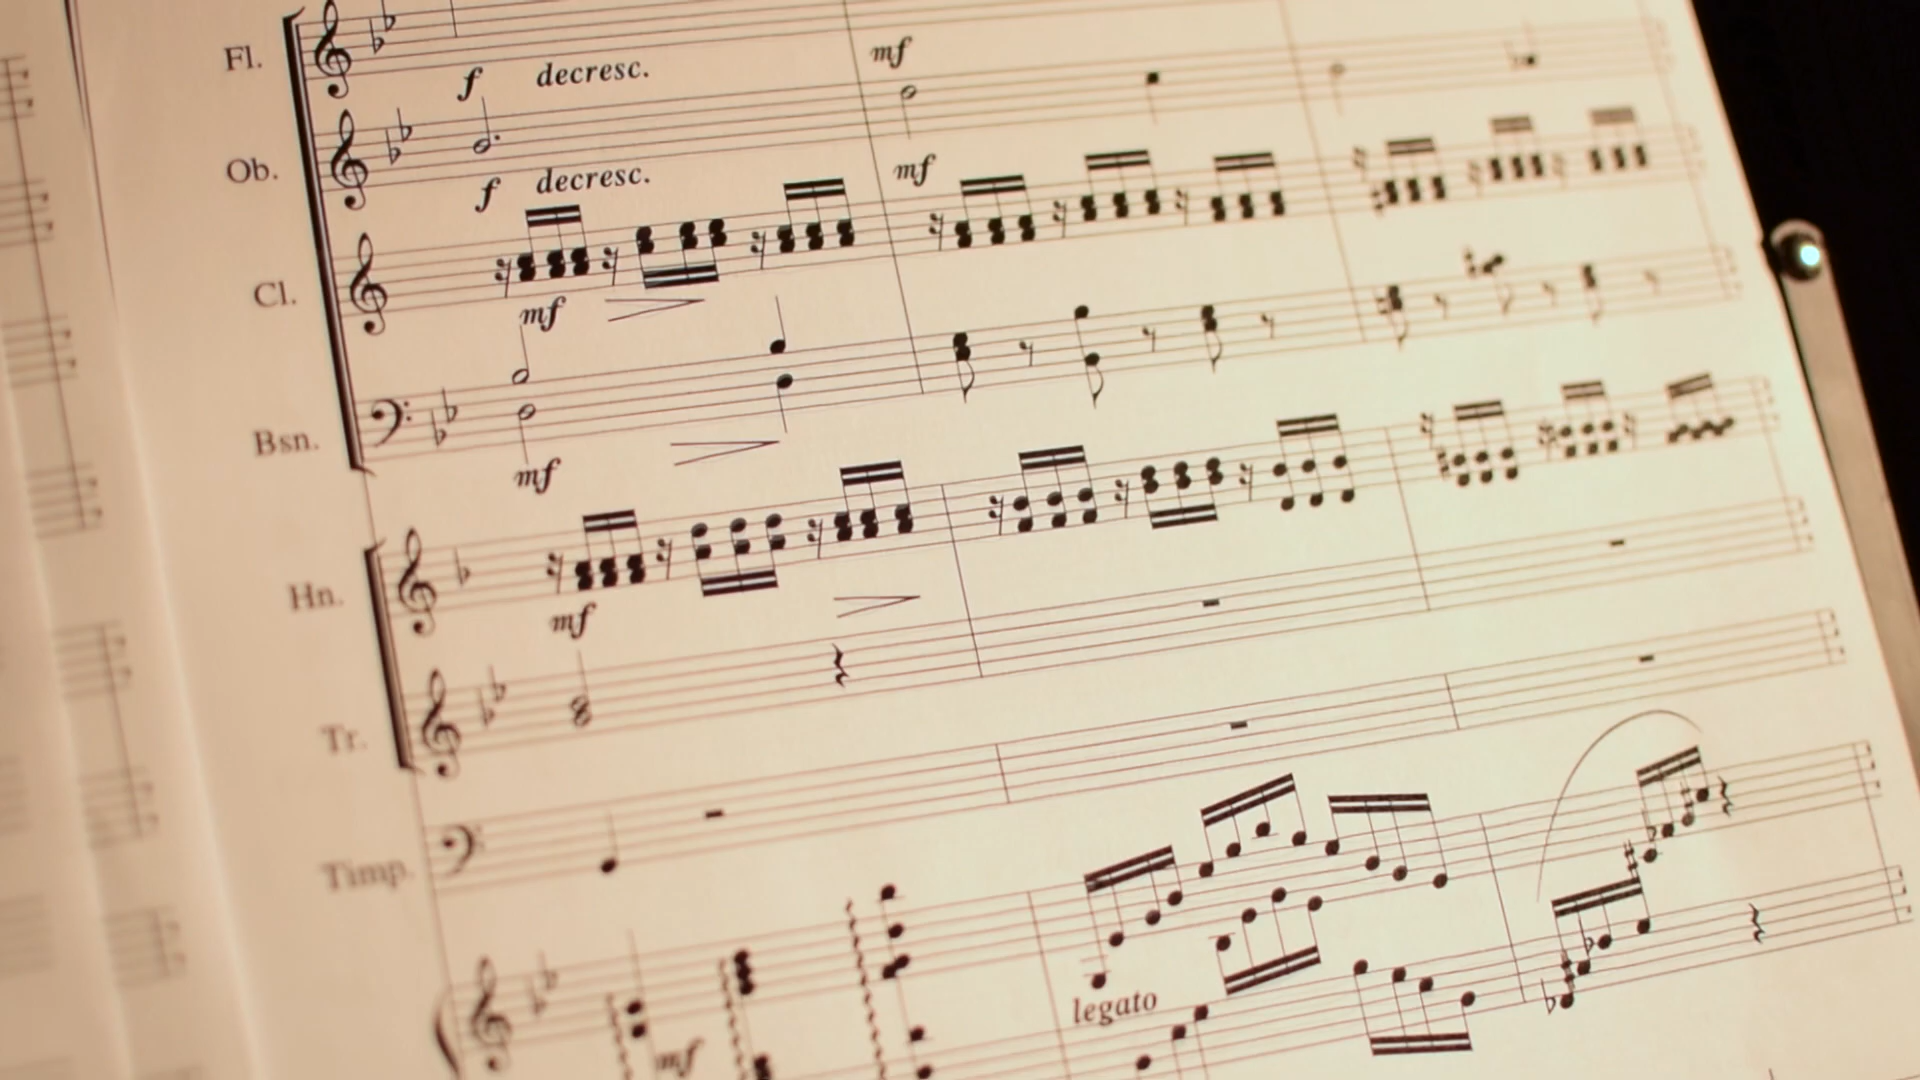 Fl.
f decresc.
mf
Ob.
f decresc.
mf
Cl.
mf
Bsn.
mf
Hn.
mf
Tr.
Timp.
mf
legato